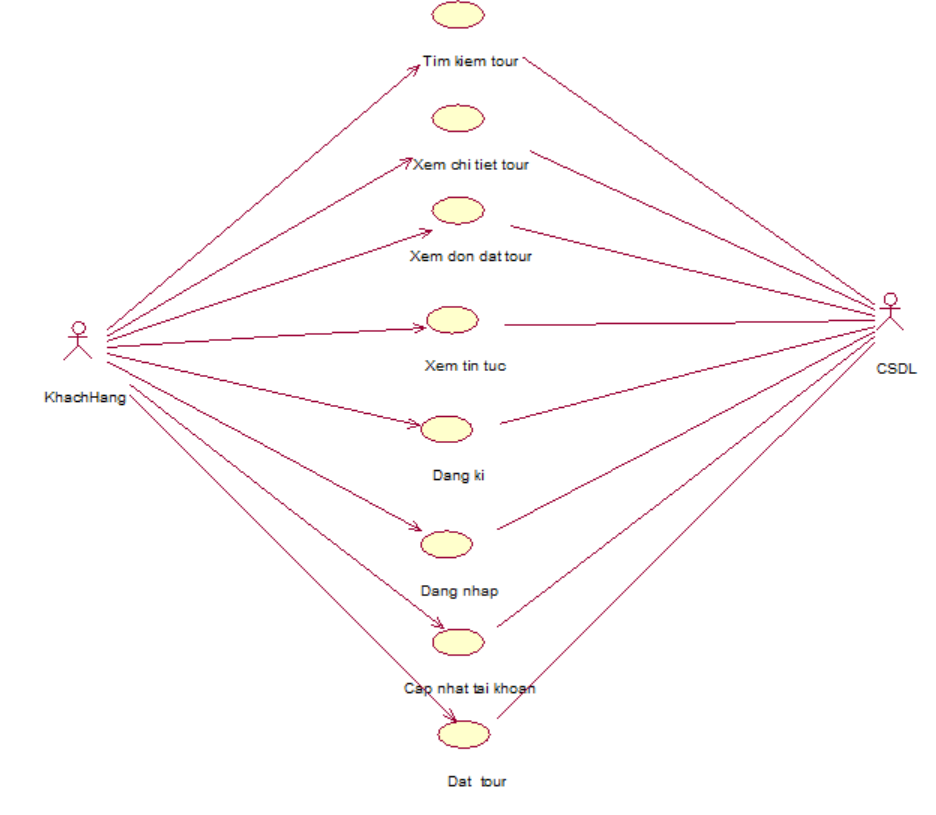 Tim kiem tour
Xem chi tiet tour
Xem don dat tour
Xem tin tuc
CSDL
KhachHang
Dang ki
Dang nhap
Cap nhat tai khoan
Dat tour